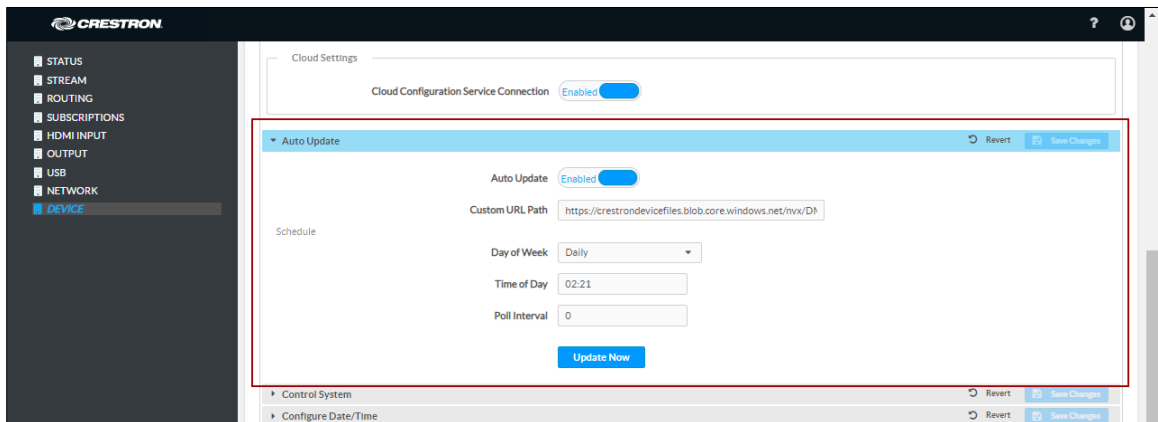 CRESTRON.
?
STATUS
STREAM
ROUTING
SUBSCRIPTIONS
HDMI INPUT
OUTPUT
USB
NETWORK
DEVICE
Cloud Settings
Cloud Configuration Service Connection Enabled
Auto Update Revert Save Changes
Auto Update Enabled
Custom URL Path https://crestrondevicefiles.blob.core.windows.net/nvx/DM
Schedule
Day of Week Daily
Time of Day 02:21
Poll Interval 0
Update Now
Control System Revert Save Changes
Configure Date/Time Revert Save Changes